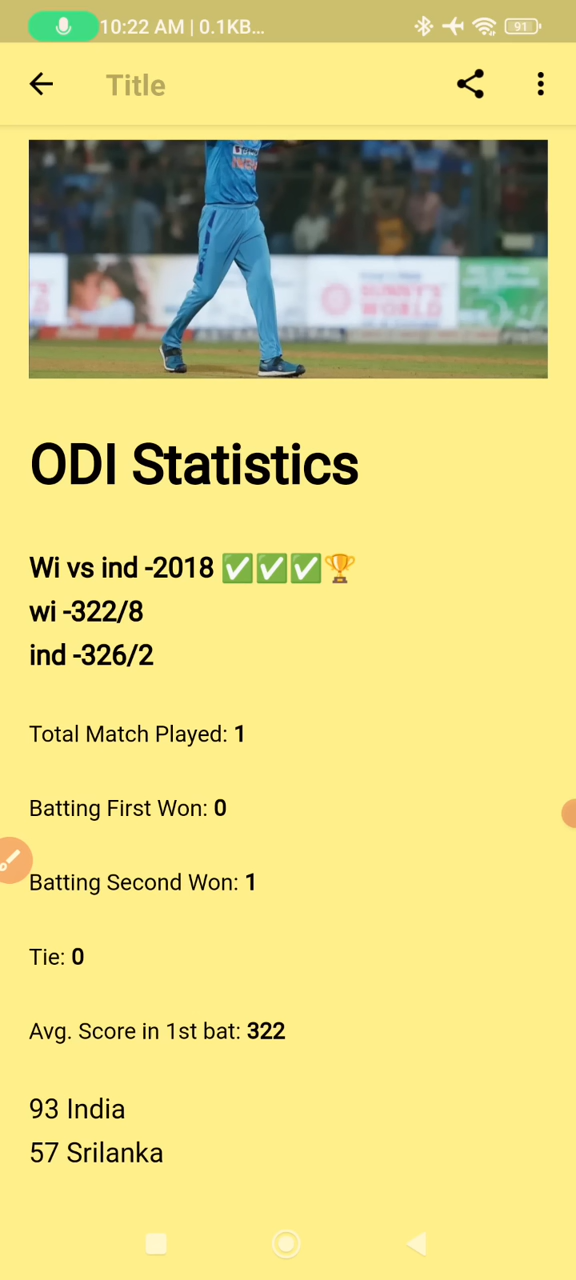 10:22 AM | 0.1KB...
91
Title
SUNNY'S
WORLD
ODI Statistics
Wi vs ind -2018 ✅✅✅🏆
wi -322/8
ind -326/2
Total Match Played: 1
Batting First Won: 0
Batting Second Won: 1
Tie: 0
Avg. Score in 1st bat: 322
93 India
57 Srilanka